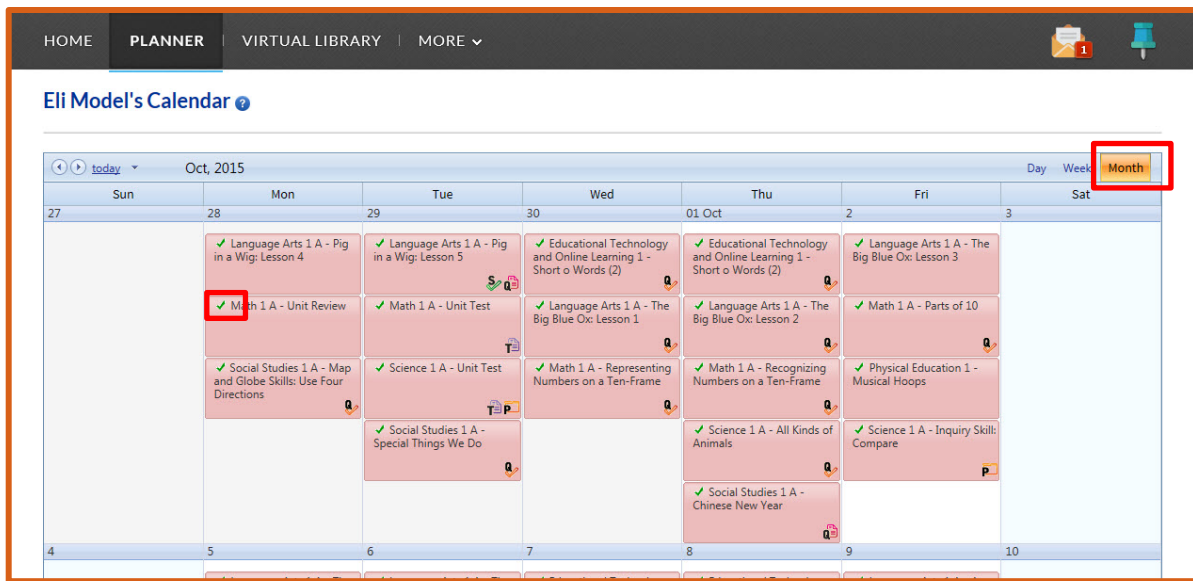 HOME PLANNER VIRTUAL LIBRARY MORE
1
Eli Model's Calendar ?
today Oct, 2015 Day Week Month
Sun Mon Tue Wed Thu Fri Sat
27 28 29 30 01 Oct 2 3
Language Arts 1 A - Pig
in a Wig: Lesson 4
Language Arts 1 A - Pig
in a Wig: Lesson 5
S Q
Educational Technology
and Online Learning 1 -
Short o Words (2)
Q
Educational Technology
and Online Learning 1 -
Short o Words (2)
Q
Language Arts 1 A - The
Big Blue Ox: Lesson 3
Math 1 A - Unit Review
Math 1 A - Unit Test
T
Language Arts 1 A - The
Big Blue Ox: Lesson 1
Q
Language Arts 1 A - The
Big Blue Ox: Lesson 2
Q
Math 1 A - Parts of 10
Q
Social Studies 1 A - Map
and Globe Skills: Use Four
Directions
Q
Science 1 A - Unit Test
T P
Math 1 A - Representing
Numbers on a Ten-Frame
Q
Math 1 A - Recognizing
Numbers on a Ten-Frame
Q
Physical Education 1 -
Musical Hoops
Social Studies 1 A -
Special Things We Do
Q
Science 1 A - All Kinds of
Animals
Q
Science 1 A - Inquiry Skill:
Compare
P
Social Studies 1 A -
Chinese New Year
Q
4 5 6 7 8 9 10